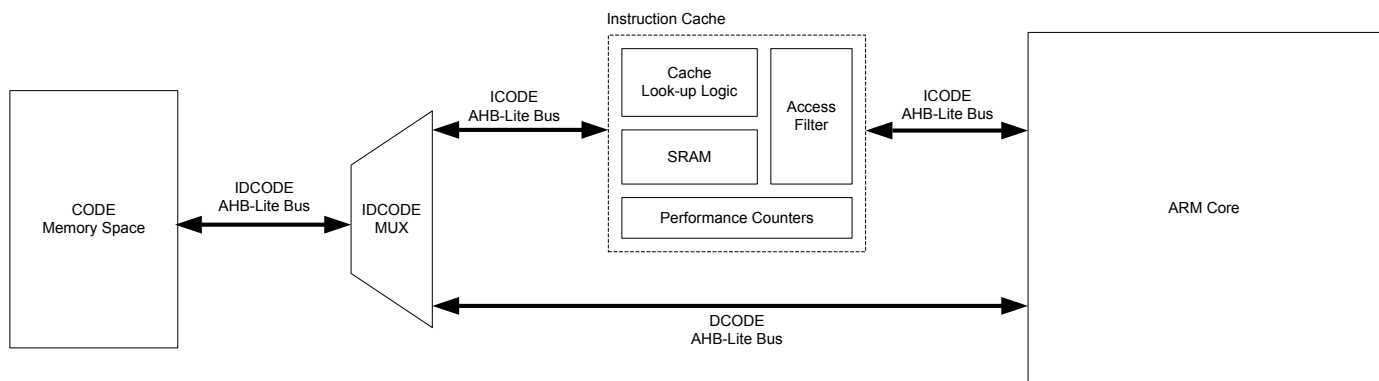 Instruction Cache
Cache
Look-up Logic
Access
Filter
SRAM
Performance Counters
ICODE
AHB-Lite Bus
ICODE
AHB-Lite Bus
IDCODE
AHB-Lite Bus
CODE
Memory Space
IDCODE
MUX
ARM Core
DCODE
AHB-Lite Bus